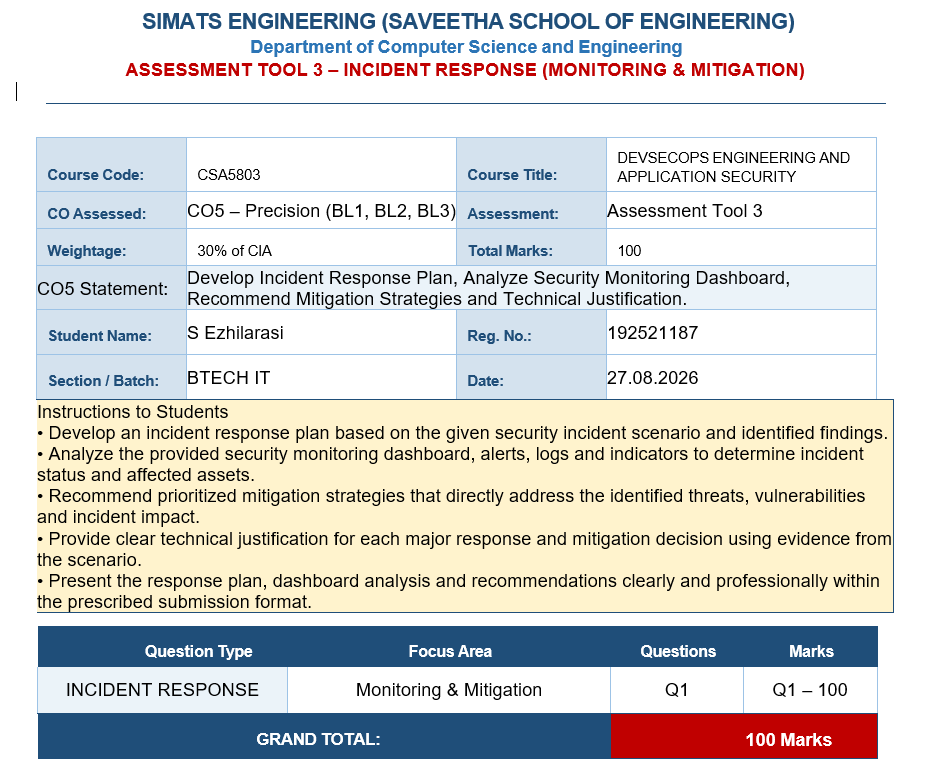 SIMATS ENGINEERING (SAVEETHA SCHOOL OF ENGINEERING)
Department of Computer Science and Engineering
ASSESSMENT TOOL 3 – INCIDENT RESPONSE (MONITORING & MITIGATION)
Course Code: CSA5803 Course Title: DEVSECOPS ENGINEERING AND
APPLICATION SECURITY
CO Assessed: CO5 – Precision (BL1, BL2, BL3) Assessment: Assessment Tool 3
Weightage: 30% of CIA Total Marks: 100
CO5 Statement: Develop Incident Response Plan, Analyze Security Monitoring Dashboard,
Recommend Mitigation Strategies and Technical Justification.
Student Name: S Ezhilarasi Reg. No.: 192521187
Section / Batch: BTECH IT Date: 27.08.2026
Instructions to Students
• Develop an incident response plan based on the given security incident scenario and identified findings.
• Analyze the provided security monitoring dashboard, alerts, logs and indicators to determine incident
status and affected assets.
• Recommend prioritized mitigation strategies that directly address the identified threats, vulnerabilities
and incident impact.
• Provide clear technical justification for each major response and mitigation decision using evidence from
the scenario.
• Present the response plan, dashboard analysis and recommendations clearly and professionally within
the prescribed submission format.
Question Type Focus Area Questions Marks
INCIDENT RESPONSE Monitoring & Mitigation Q1 Q1 – 100
GRAND TOTAL: 100 Marks